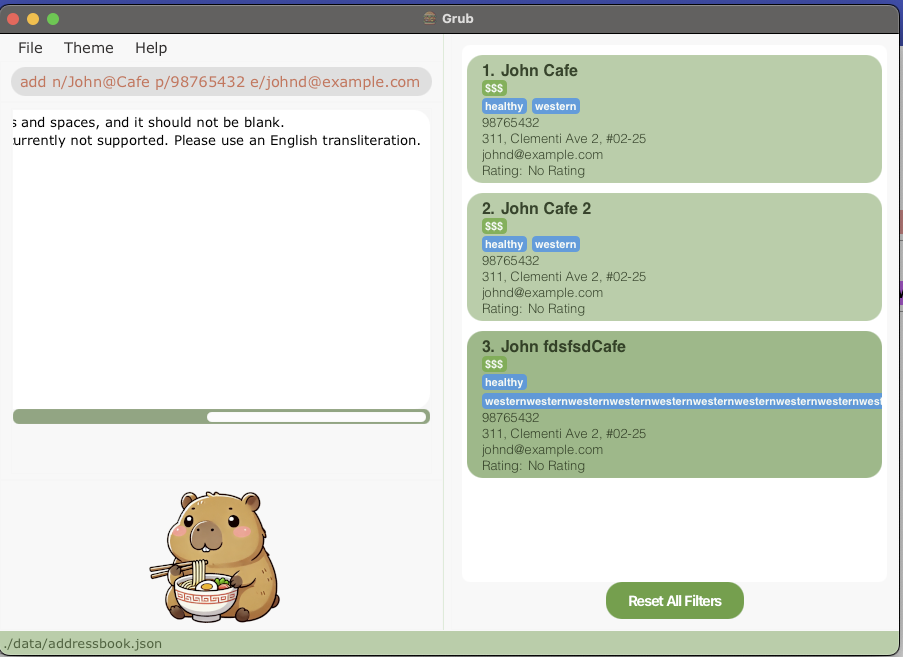 Grub
File Theme Help
add n/John@Cafe p/98765432 e/johnd@example.com
and spaces, and it should not be blank.
currently not supported. Please use an English transliteration.
1. John Cafe
$$$
healthy western
98765432
311, Clementi Ave 2, #02-25
johnd@example.com
Rating: No Rating
2. John Cafe 2
$$$
healthy western
98765432
311, Clementi Ave 2, #02-25
johnd@example.com
Rating: No Rating
3. John fdsfsdCafe
$$$
healthy
westernwesternwesternwesternwesternwesternwesternwesternwesternwest
98765432
311, Clementi Ave 2, #02-25
johnd@example.com
Rating: No Rating
Reset All Filters
./data/addressbook.json